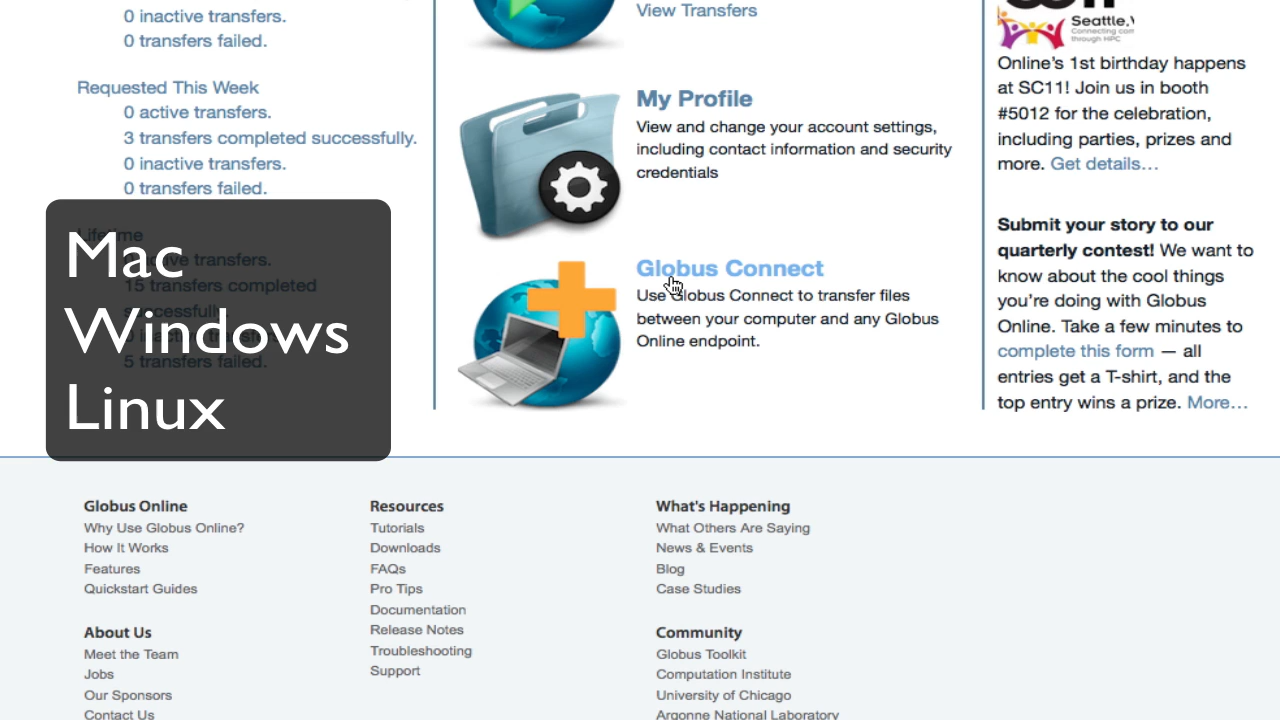 0 inactive transfers.
0 transfers failed.
Requested This Week
0 active transfers.
3 transfers completed successfully.
0 inactive transfers.
0 transfers failed.
Lifetime
0 active transfers.
15 transfers completed
successfully.
0 inactive transfers.
5 transfers failed.
Mac
Windows
Linux
View Transfers
My Profile
View and change your account settings,
including contact information and security
credentials
Globus Connect
Use Globus Connect to transfer files
between your computer and any Globus
Online endpoint.
Seattle,
Connecting
through HPC
Online’s 1st birthday happens
at SC11! Join us in booth
#5012 for the celebration,
including parties, prizes and
more. Get details…
Submit your story to our
quarterly contest! We want to
know about the cool things
you’re doing with Globus
Online. Take a few minutes to
complete this form — all
entries get a T-shirt, and the
top entry wins a prize. More…
Globus Online
Why Use Globus Online?
How It Works
Features
Quickstart Guides
About Us
Meet the Team
Jobs
Our Sponsors
Contact Us
Resources
Tutorials
Downloads
FAQs
Pro Tips
Documentation
Release Notes
Troubleshooting
Support
What's Happening
What Others Are Saying
News & Events
Blog
Case Studies
Community
Globus Toolkit
Computation Institute
University of Chicago
Argonne National Laboratory